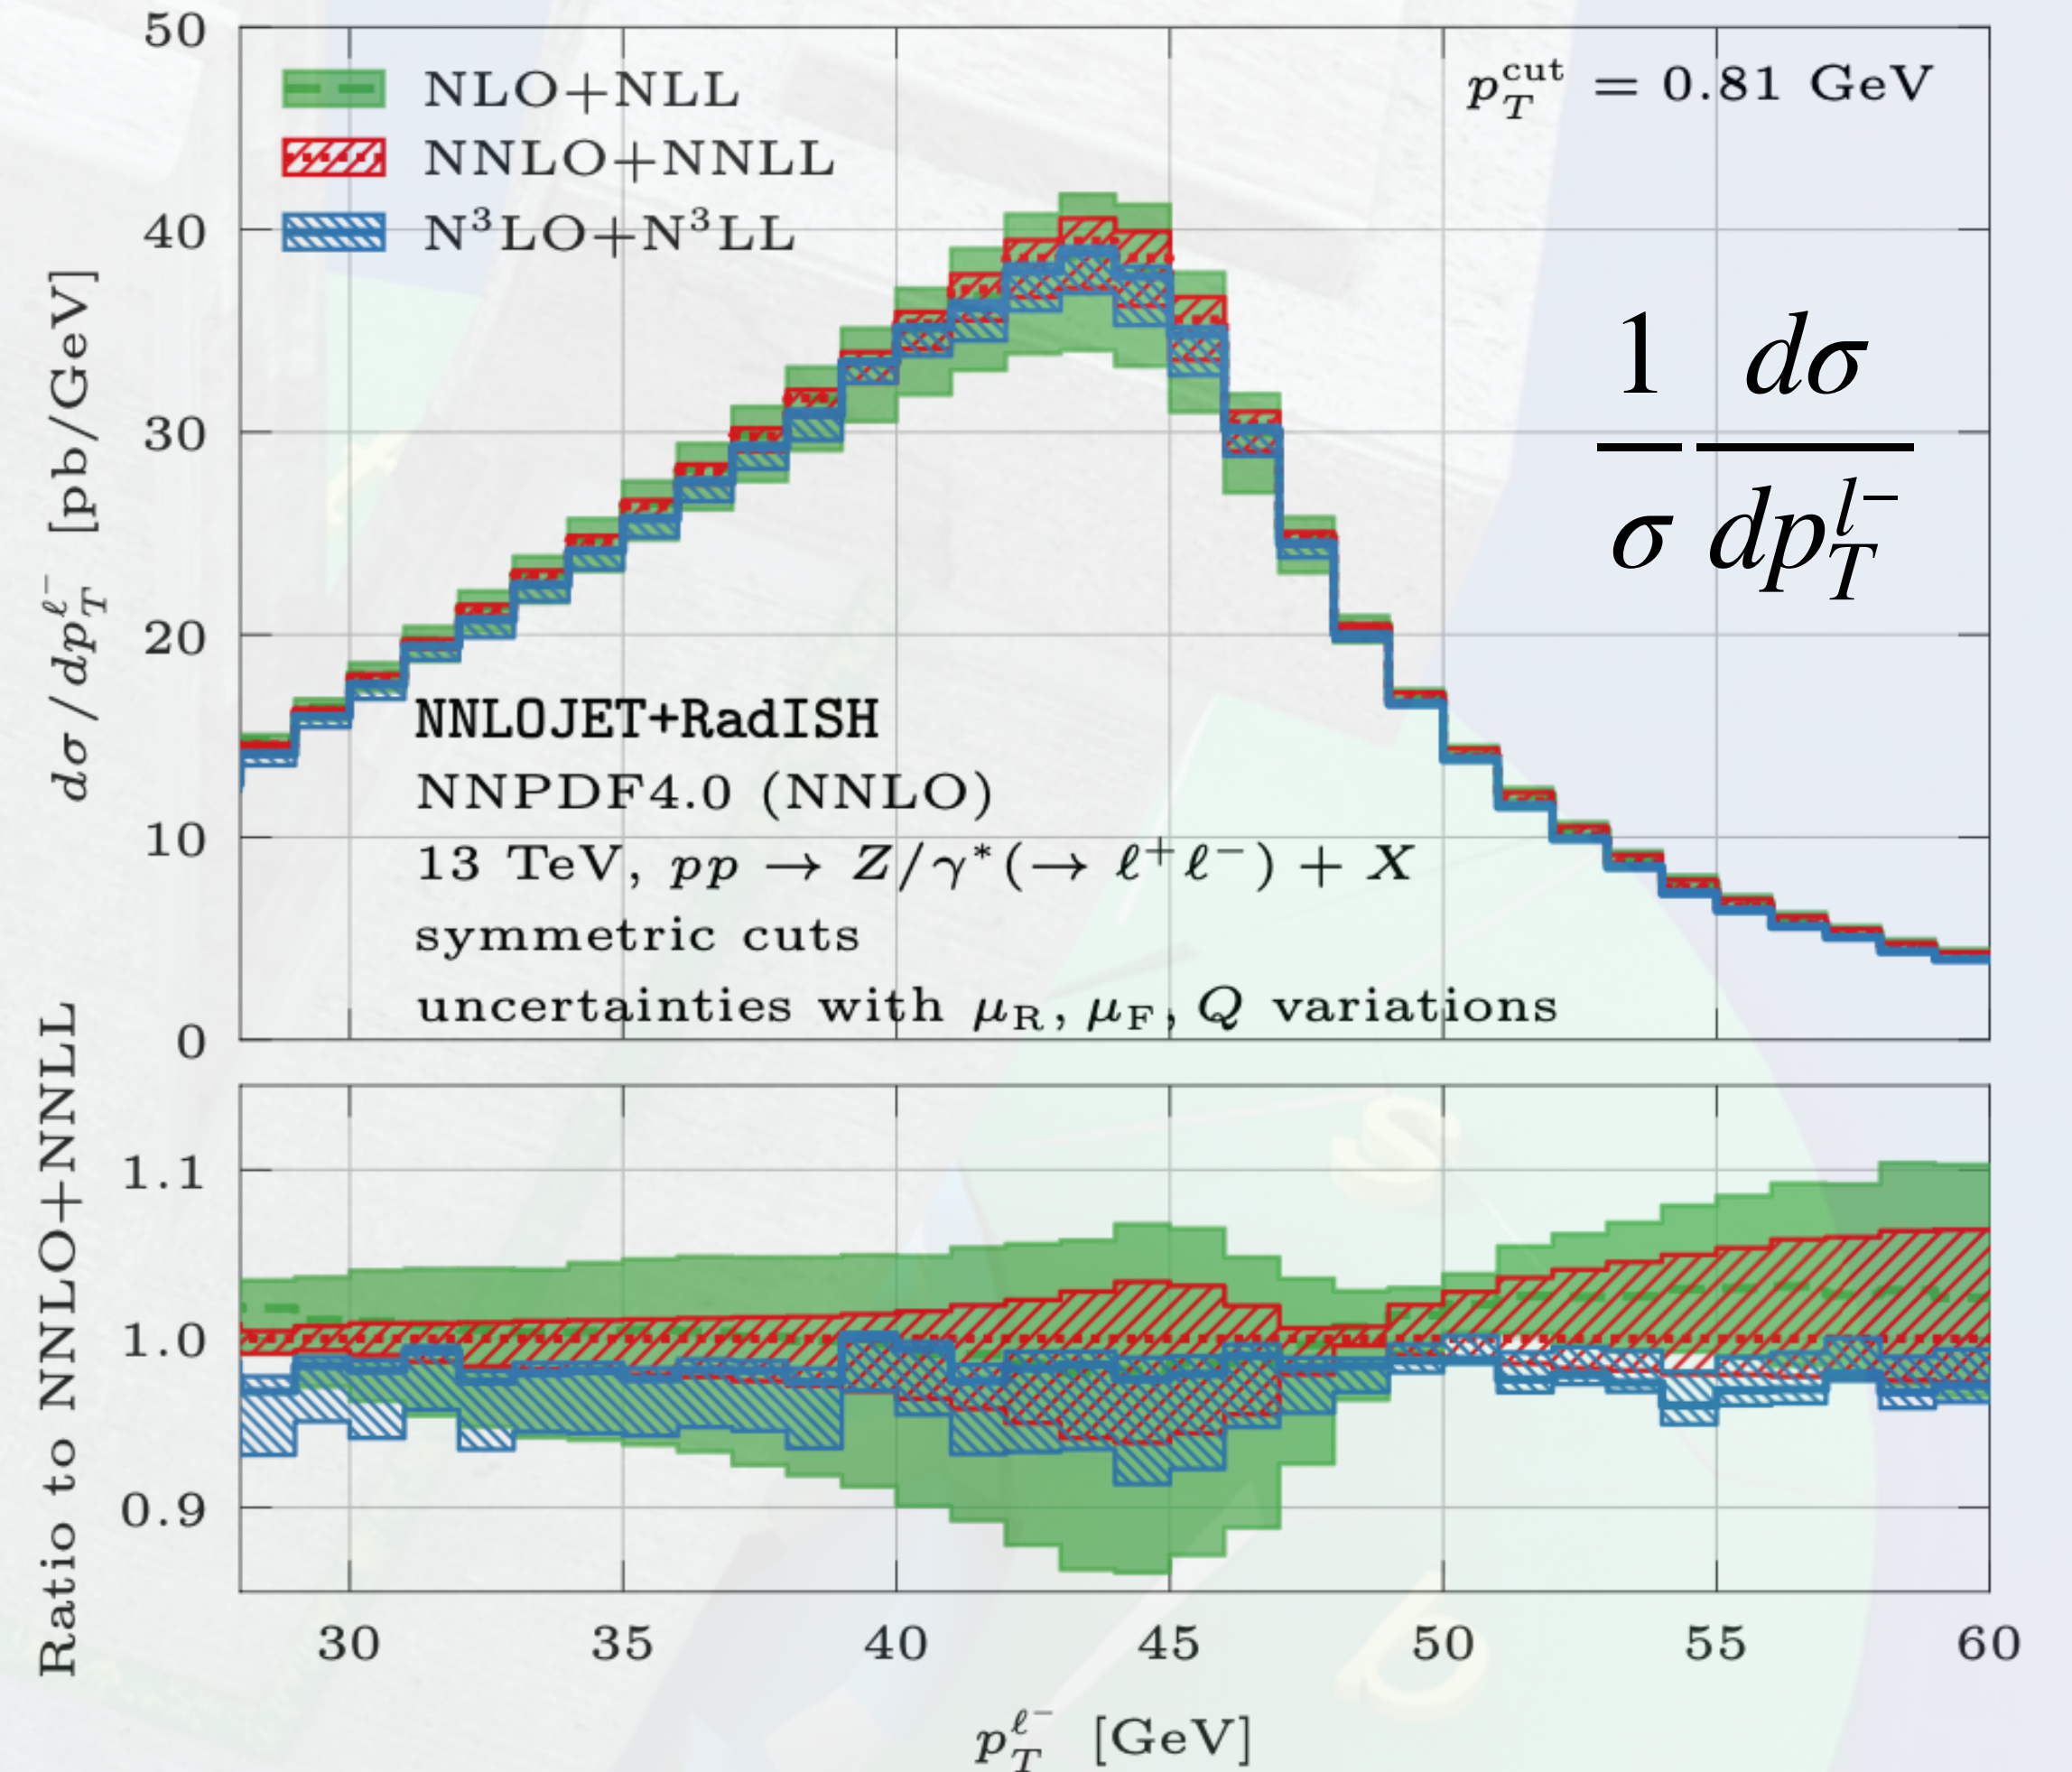 50
NLO+NLL
p_T^cut = 0.81 GeV
NNLO+NNLL
40
N³LO+N³LL
dσ/dp_T^ℓ⁻ [pb/GeV]
1/σ dσ/dp_T^l⁻
30
20
NNLOJET+RadISH
NNPDF4.0 (NNLO)
10
13 TeV, pp → Z/γ*(→ ℓ⁺ℓ⁻) + X
symmetric cuts
uncertainties with μ_R, μ_F, Q variations
0
Ratio to NNLO+NNLL
1.1
1.0
0.9
30 35 40 45 50 55 60
p_T^ℓ⁻ [GeV]
s
b